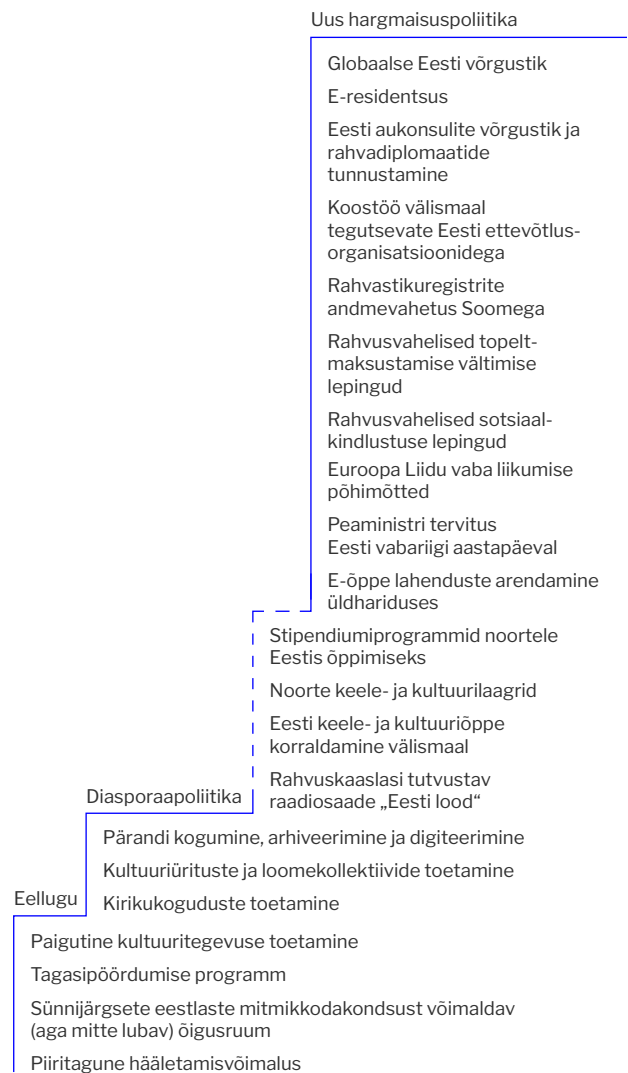 Uus hargmaisuspoliitika
Globaalse Eesti võrgustik
E-residentsus
Eesti aukonsulite võrgustik ja
rahvadiplomaatide
tunnustamine
Koostöö välismaal
tegutsevate Eesti ettevõtlus-
organisatsioonidega
Rahvastikuregistrite
andmevahetus Soomega
Rahvusvahelised topelt-
maksustamise vältimise
lepingud
Rahvusvahelised sotsiaal-
kindlustuse lepingud
Euroopa Liidu vaba liikumise
põhimõtted
Peaministri tervitus
Eesti vabariigi aastapäeval
E-õppe lahenduste arendamine
üldhariduses
Stipendiumiprogrammid noortele
Eestis õppimiseks
Noorte keele- ja kultuurilaagrid
Eesti keele- ja kultuuriõppe
korraldamine välismaal
Rahvuskaaslasi tutvustav
raadiosaade „Eesti lood“
Diasporaapoliitika
Pärandi kogumine, arhiveerimine ja digiteerimine
Kultuuriürituste ja loomekollektiivide toetamine
Kirikukoguduste toetamine
Eellugu
Paigutine kultuuritegevuse toetamine
Tagasipöördumise programm
Sünnijärgsete eestlaste mitmikkodakondsust võimaldav
(aga mitte lubav) õigusruum
Piiritagune hääletamisvõimalus